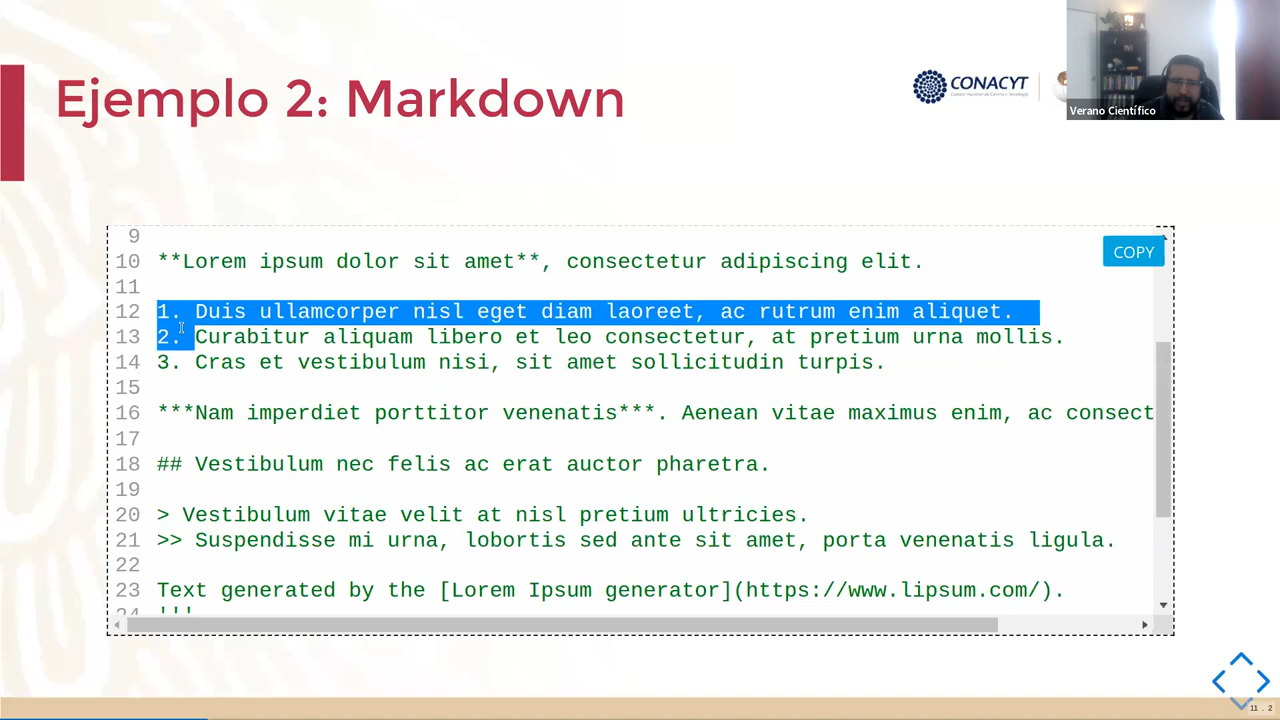 Ejemplo 2: Markdown
CONACYT
Verano Científico
COPY
9
10 **Lorem ipsum dolor sit amet**, consectetur adipiscing elit.
11
12 1. Duis ullamcorper nisl eget diam laoreet, ac rutrum enim aliquet.
13 2. Curabitur aliquam libero et leo consectetur, at pretium urna mollis.
14 3. Cras et vestibulum nisi, sit amet sollicitudin turpis.
15
16 ***Nam imperdiet porttitor venenatis***. Aenean vitae maximus enim, ac consect
17
18 ## Vestibulum nec felis ac erat auctor pharetra.
19
20 > Vestibulum vitae velit at nisl pretium ultricies.
21 >> Suspendisse mi urna, lobortis sed ante sit amet, porta venenatis ligula.
22
23 Text generated by the [Lorem Ipsum generator](https://www.lipsum.com/).
24 '''
11 . 2